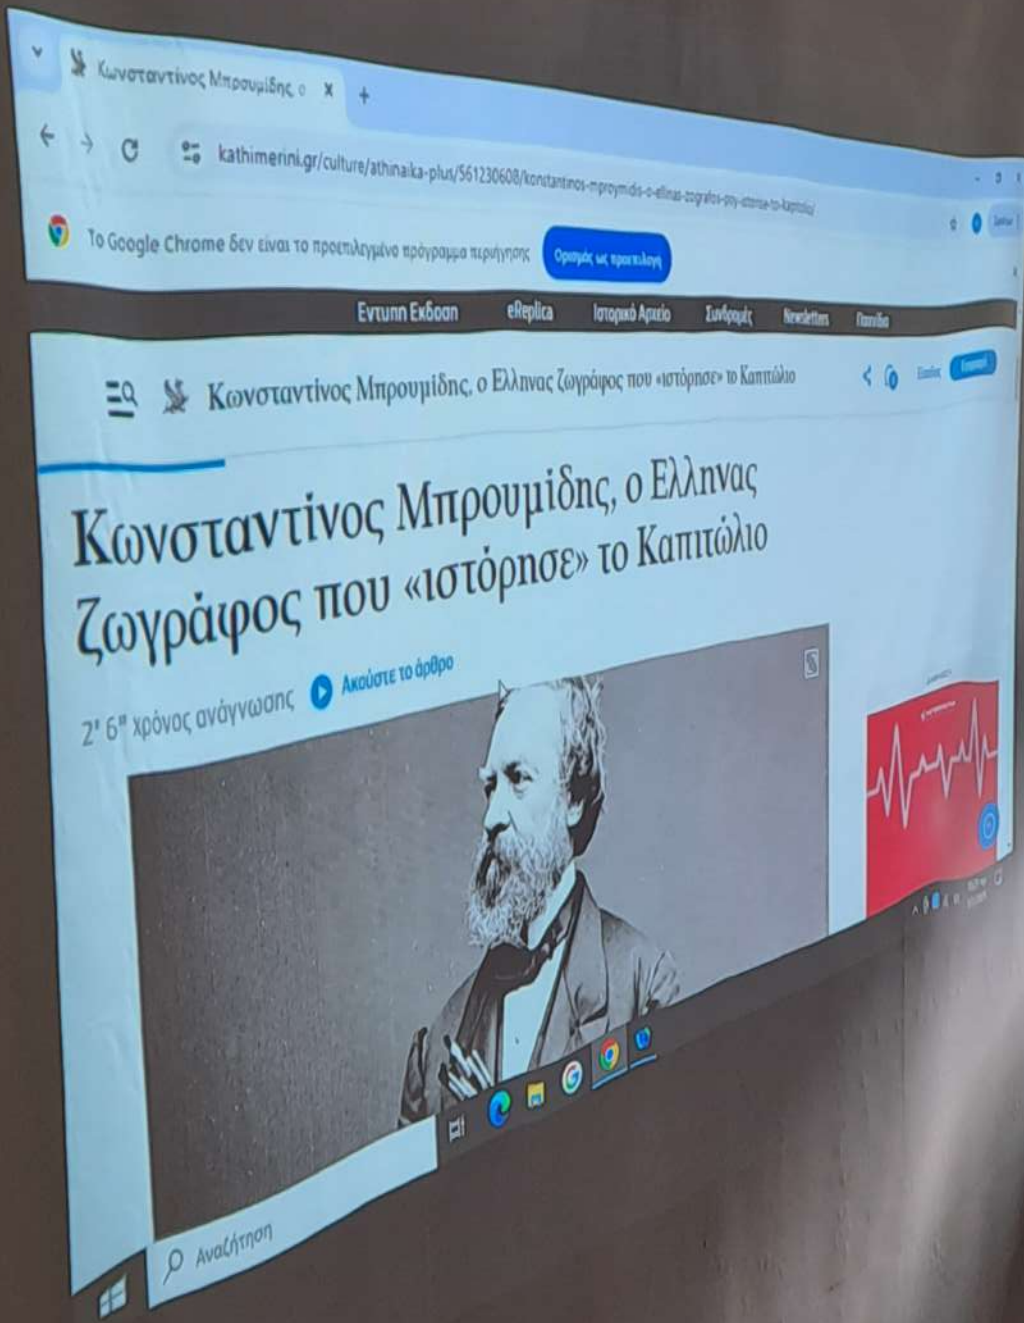 Κωνσταντίνος Μπρουμίδης, ο
kathimerini.gr/culture/athinaika-plus/561230608/konstantinos-mproymidis-o-ellinas-zografos-poy-istorise-to-kapitolio/
Το Google Chrome δεν είναι το προεπιλεγμένο πρόγραμμα περιήγησης Ορισμός ως προεπιλογή
Εντυπη Εκδοση eReplica Ιστορικό Αρχείο Συνδρομές Newsletters Παιχνίδια
Κωνσταντίνος Μπρουμίδης, ο Ελληνας ζωγράφος που «ιστόρησε» το Καπιτώλιο
Κωνσταντίνος Μπρουμίδης, ο Ελληνας
ζωγράφος που «ιστόρησε» το Καπιτώλιο
2' 6" χρόνος ανάγνωσης Ακούστε το άρθρο
Αναζήτηση